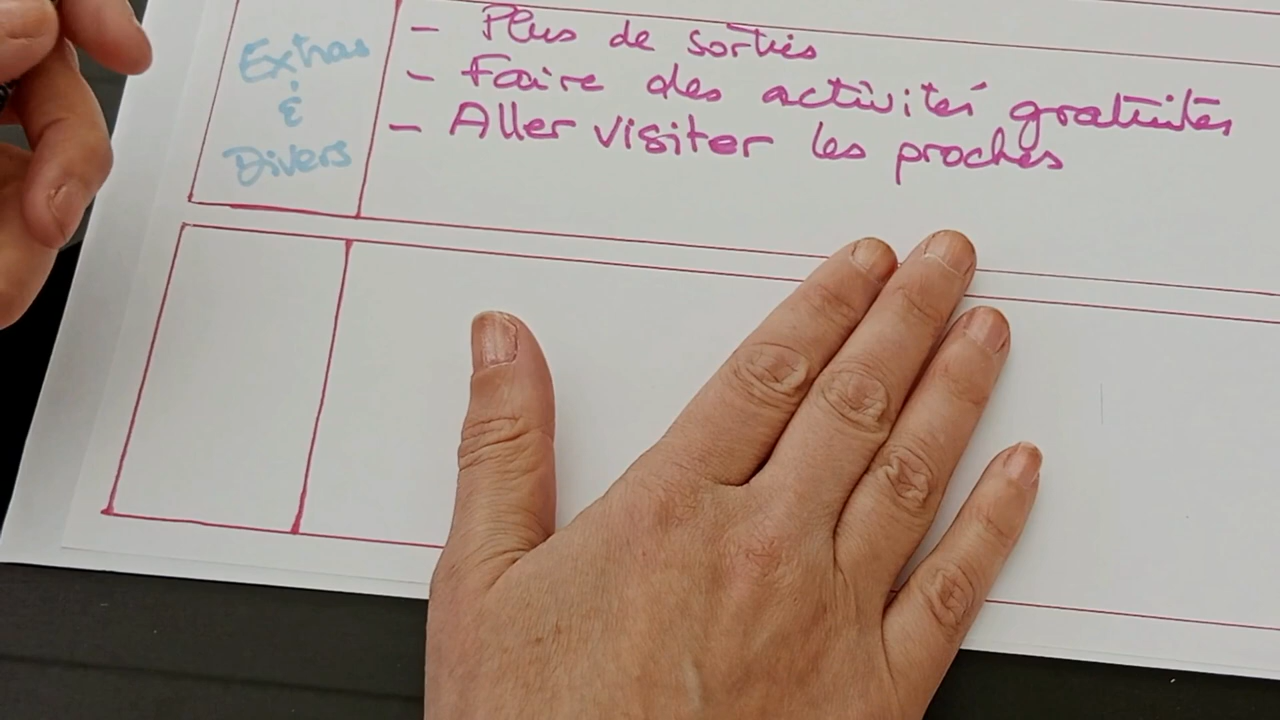 Extras
&
Divers
- Plus de sorties
- Faire des activités gratuites
- Aller visiter les proches